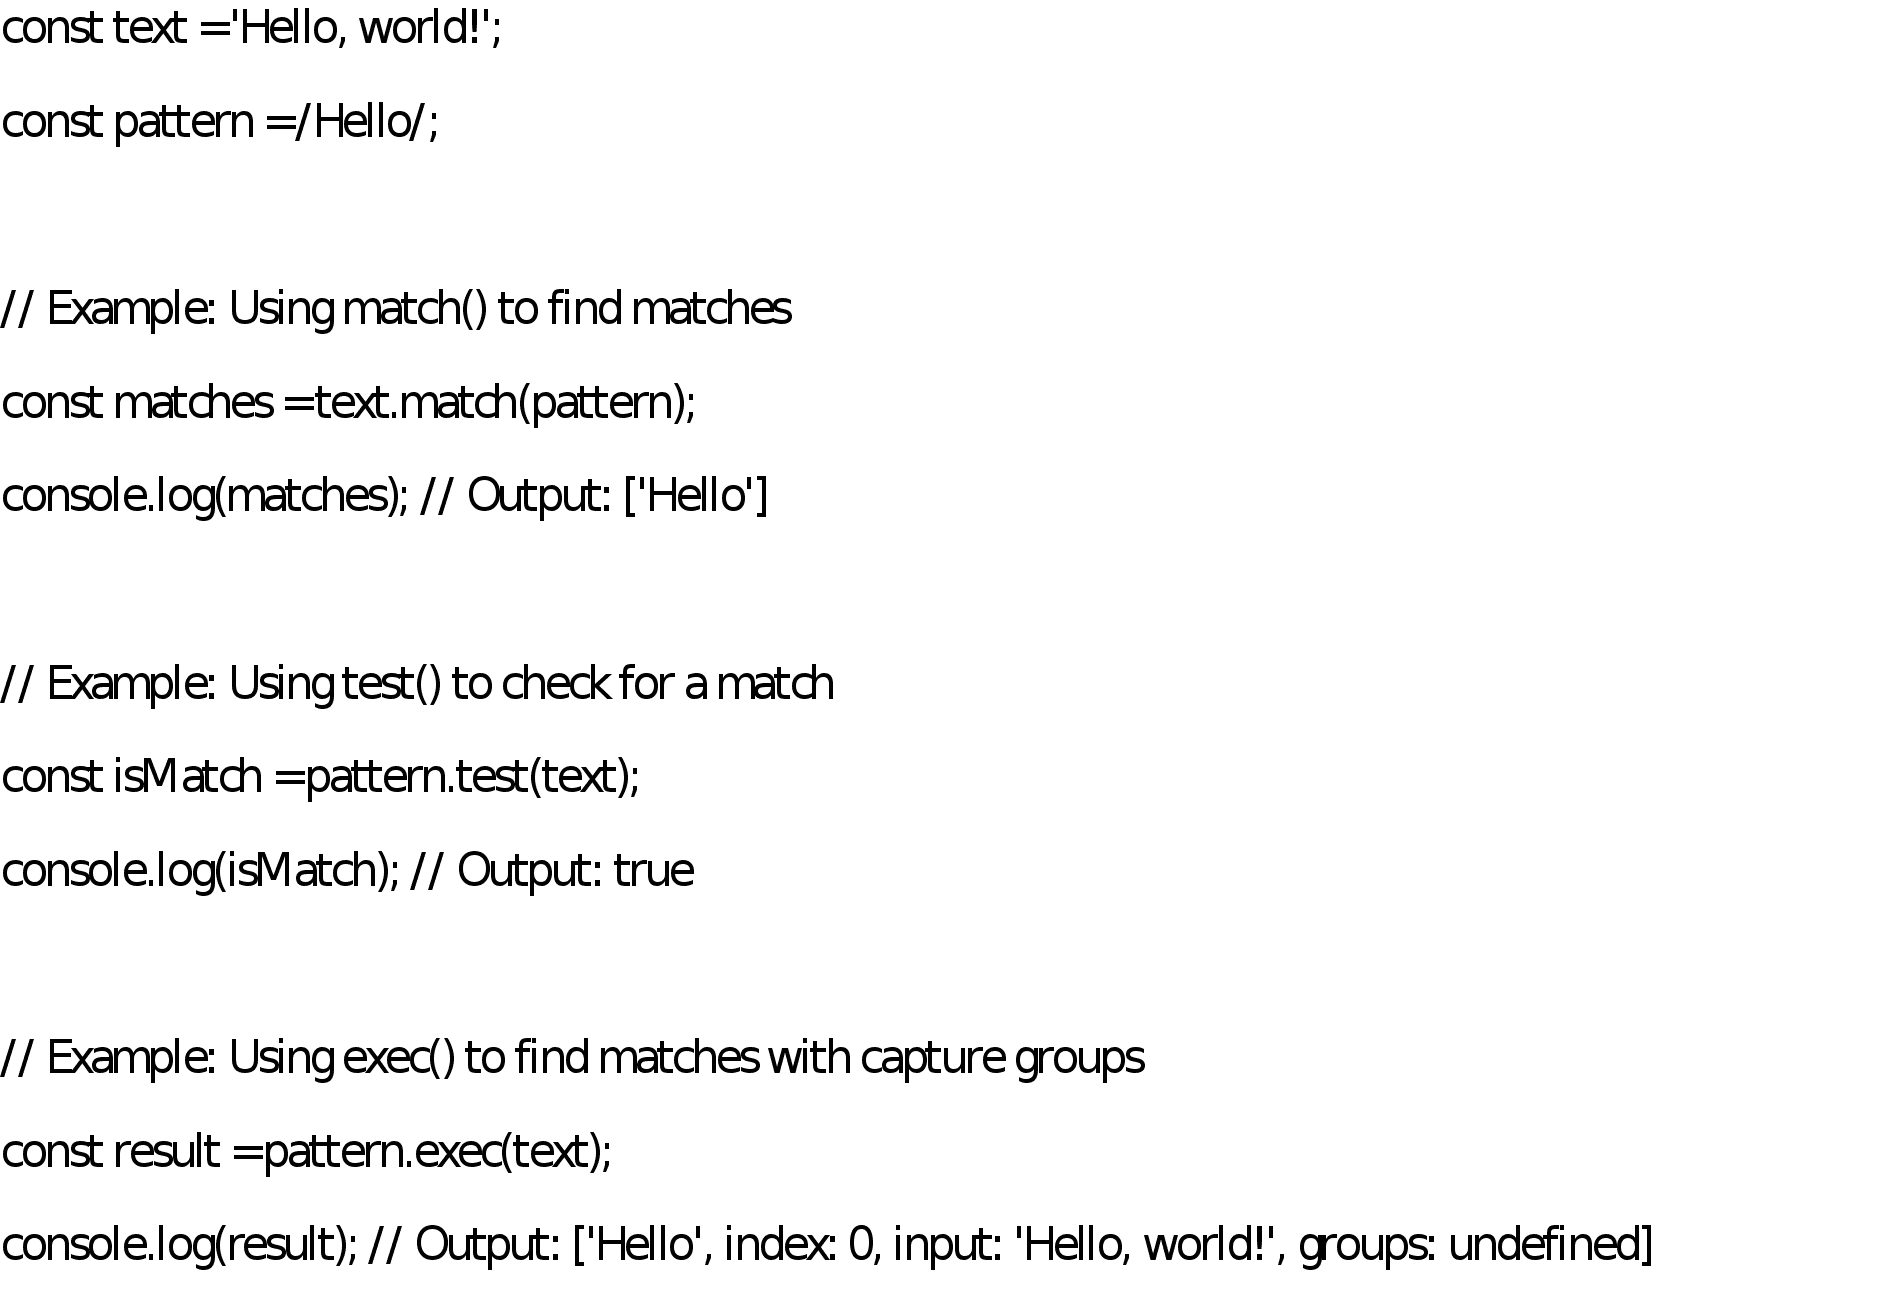 const text ='Hello, world!';
const pattern =/Hello/;
// Example: Using match() to find matches
const matches =text.match(pattern);
console.log(matches); // Output: ['Hello']
// Example: Using test() to check for a match
const isMatch =pattern.test(text);
console.log(isMatch); // Output: true
// Example: Using exec() to find matches with capture groups
const result =pattern.exec(text);
console.log(result); // Output: ['Hello', index: 0, input: 'Hello, world!', groups: undefined]